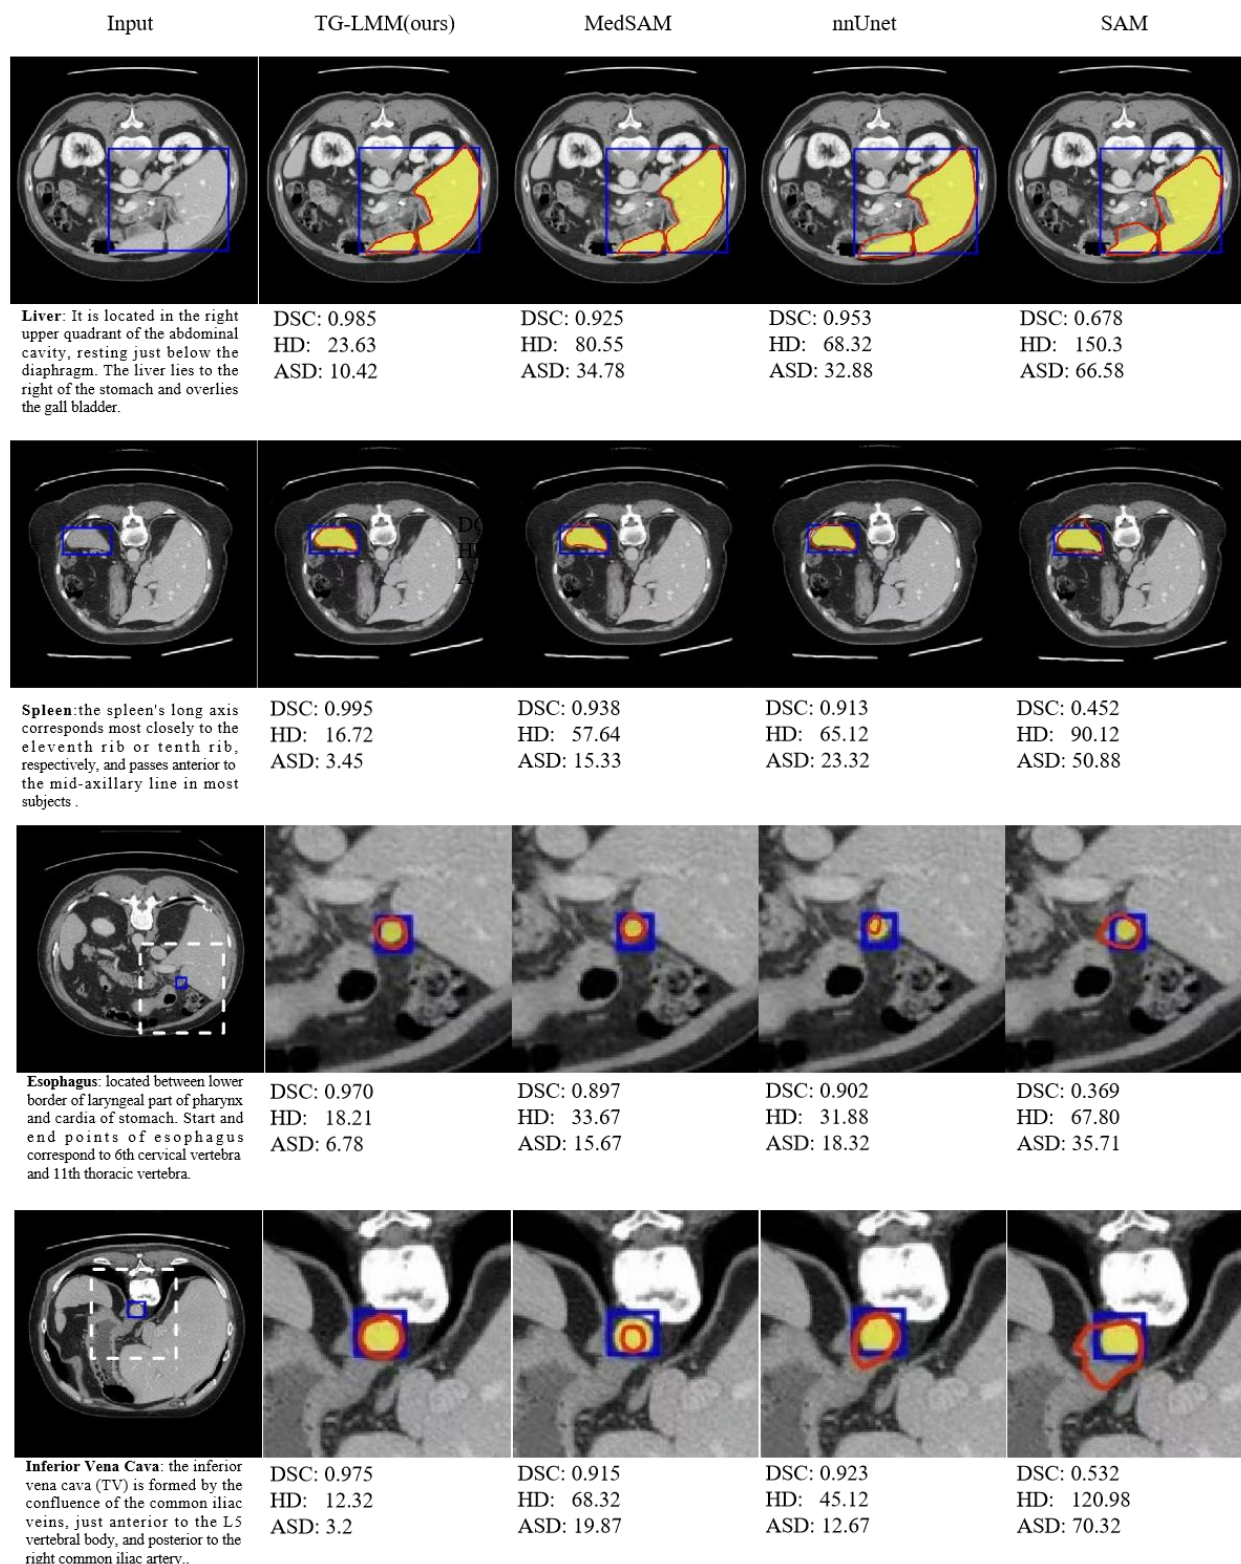 Input TG-LMM(ours) MedSAM nnUnet SAM
Liver: It is located in the right
upper quadrant of the abdominal
cavity, resting just below the
diaphragm. The liver lies to the
right of the stomach and overlies
the gall bladder.
DSC: 0.985
HD: 23.63
ASD: 10.42
DSC: 0.925
HD: 80.55
ASD: 34.78
DSC: 0.953
HD: 68.32
ASD: 32.88
DSC: 0.678
HD: 150.3
ASD: 66.58
Spleen:the spleen's long axis
corresponds most closely to the
eleventh rib or tenth rib,
respectively, and passes anterior to
the mid-axillary line in most
subjects .
DSC: 0.995
HD: 16.72
ASD: 3.45
DSC: 0.938
HD: 57.64
ASD: 15.33
DSC: 0.913
HD: 65.12
ASD: 23.32
DSC: 0.452
HD: 90.12
ASD: 50.88
Esophagus: located between lower
border of laryngeal part of pharynx
and cardia of stomach. Start and
end points of esophagus
correspond to 6th cervical vertebra
and 11th thoracic vertebra.
DSC: 0.970
HD: 18.21
ASD: 6.78
DSC: 0.897
HD: 33.67
ASD: 15.67
DSC: 0.902
HD: 31.88
ASD: 18.32
DSC: 0.369
HD: 67.80
ASD: 35.71
Inferior Vena Cava: the inferior
vena cava (TV) is formed by the
confluence of the common iliac
veins, just anterior to the L5
vertebral body, and posterior to the
right common iliac artery..
DSC: 0.975
HD: 12.32
ASD: 3.2
DSC: 0.915
HD: 68.32
ASD: 19.87
DSC: 0.923
HD: 45.12
ASD: 12.67
DSC: 0.532
HD: 120.98
ASD: 70.32